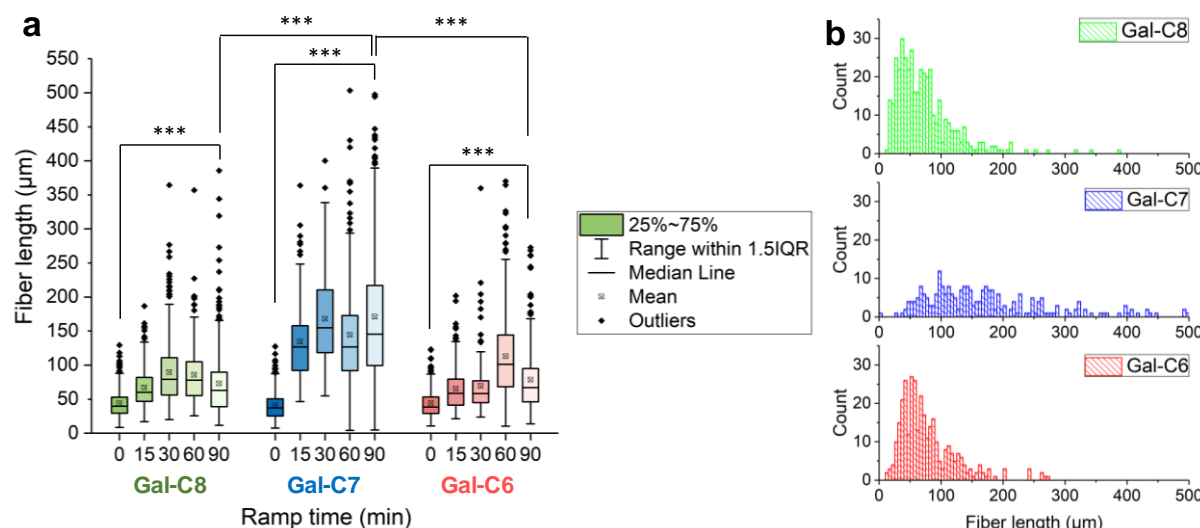 a
***
***
***
***
***
Fiber length (µm)
550
500
450
400
350
300
250
200
150
100
50
0
0 15 30 60 90 0 15 30 60 90 0 15 30 60 90
Gal-C8 Gal-C7 Gal-C6
Ramp time (min)
25%~75%
Range within 1.5IQR
Median Line
Mean
Outliers
b
Gal-C8
Count
30
20
10
0
0 100 200 300 400 500
Gal-C7
Count
30
20
10
0
0 100 200 300 400 500
Gal-C6
Count
30
20
10
0
0 100 200 300 400 500
Fiber length (µm)